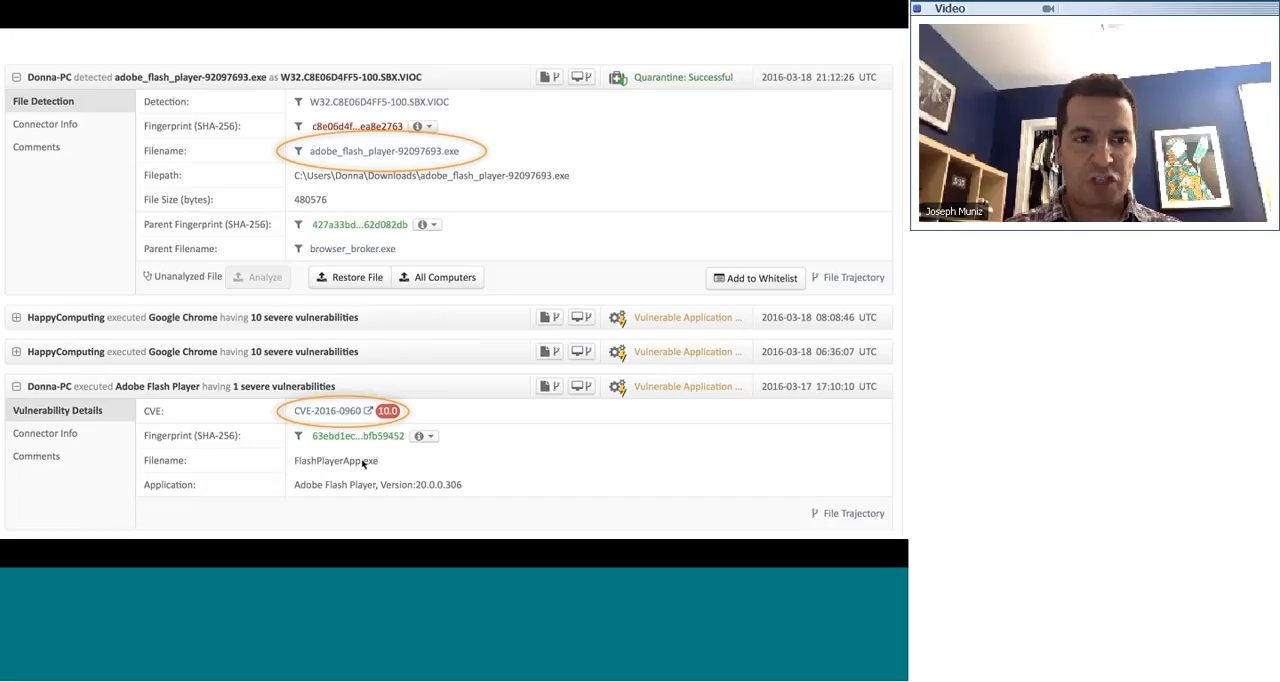 Video
Donna-PC detected adobe_flash_player-92097693.exe as W32.C8E06D4FF5-100.SBX.VIOC
Quarantine: Successful
2016-03-18 21:12:26 UTC
File Detection
Connector Info
Comments
Detection: W32.C8E06D4FF5-100.SBX.VIOC
Fingerprint (SHA-256): c8e06d4f...ea8e2763
Filename: adobe_flash_player-92097693.exe
Filepath: C:\Users\Donna\Downloads\adobe_flash_player-92097693.exe
File Size (bytes): 480576
Parent Fingerprint (SHA-256): 427a33bd...62d082db
Parent Filename: browser_broker.exe
Unanalyzed File Analyze Restore File All Computers Add to Whitelist File Trajectory
Joseph Muniz
HappyComputing executed Google Chrome having 10 severe vulnerabilities Vulnerable Application ... 2016-03-18 08:08:46 UTC
HappyComputing executed Google Chrome having 10 severe vulnerabilities Vulnerable Application ... 2016-03-18 06:36:07 UTC
Donna-PC executed Adobe Flash Player having 1 severe vulnerabilities Vulnerable Application ... 2016-03-17 17:10:10 UTC
Vulnerability Details
Connector Info
Comments
CVE: CVE-2016-0960 10.0
Fingerprint (SHA-256): 63ebd1ec...bfb59452
Filename: FlashPlayerApp.exe
Application: Adobe Flash Player, Version:20.0.0.306
File Trajectory